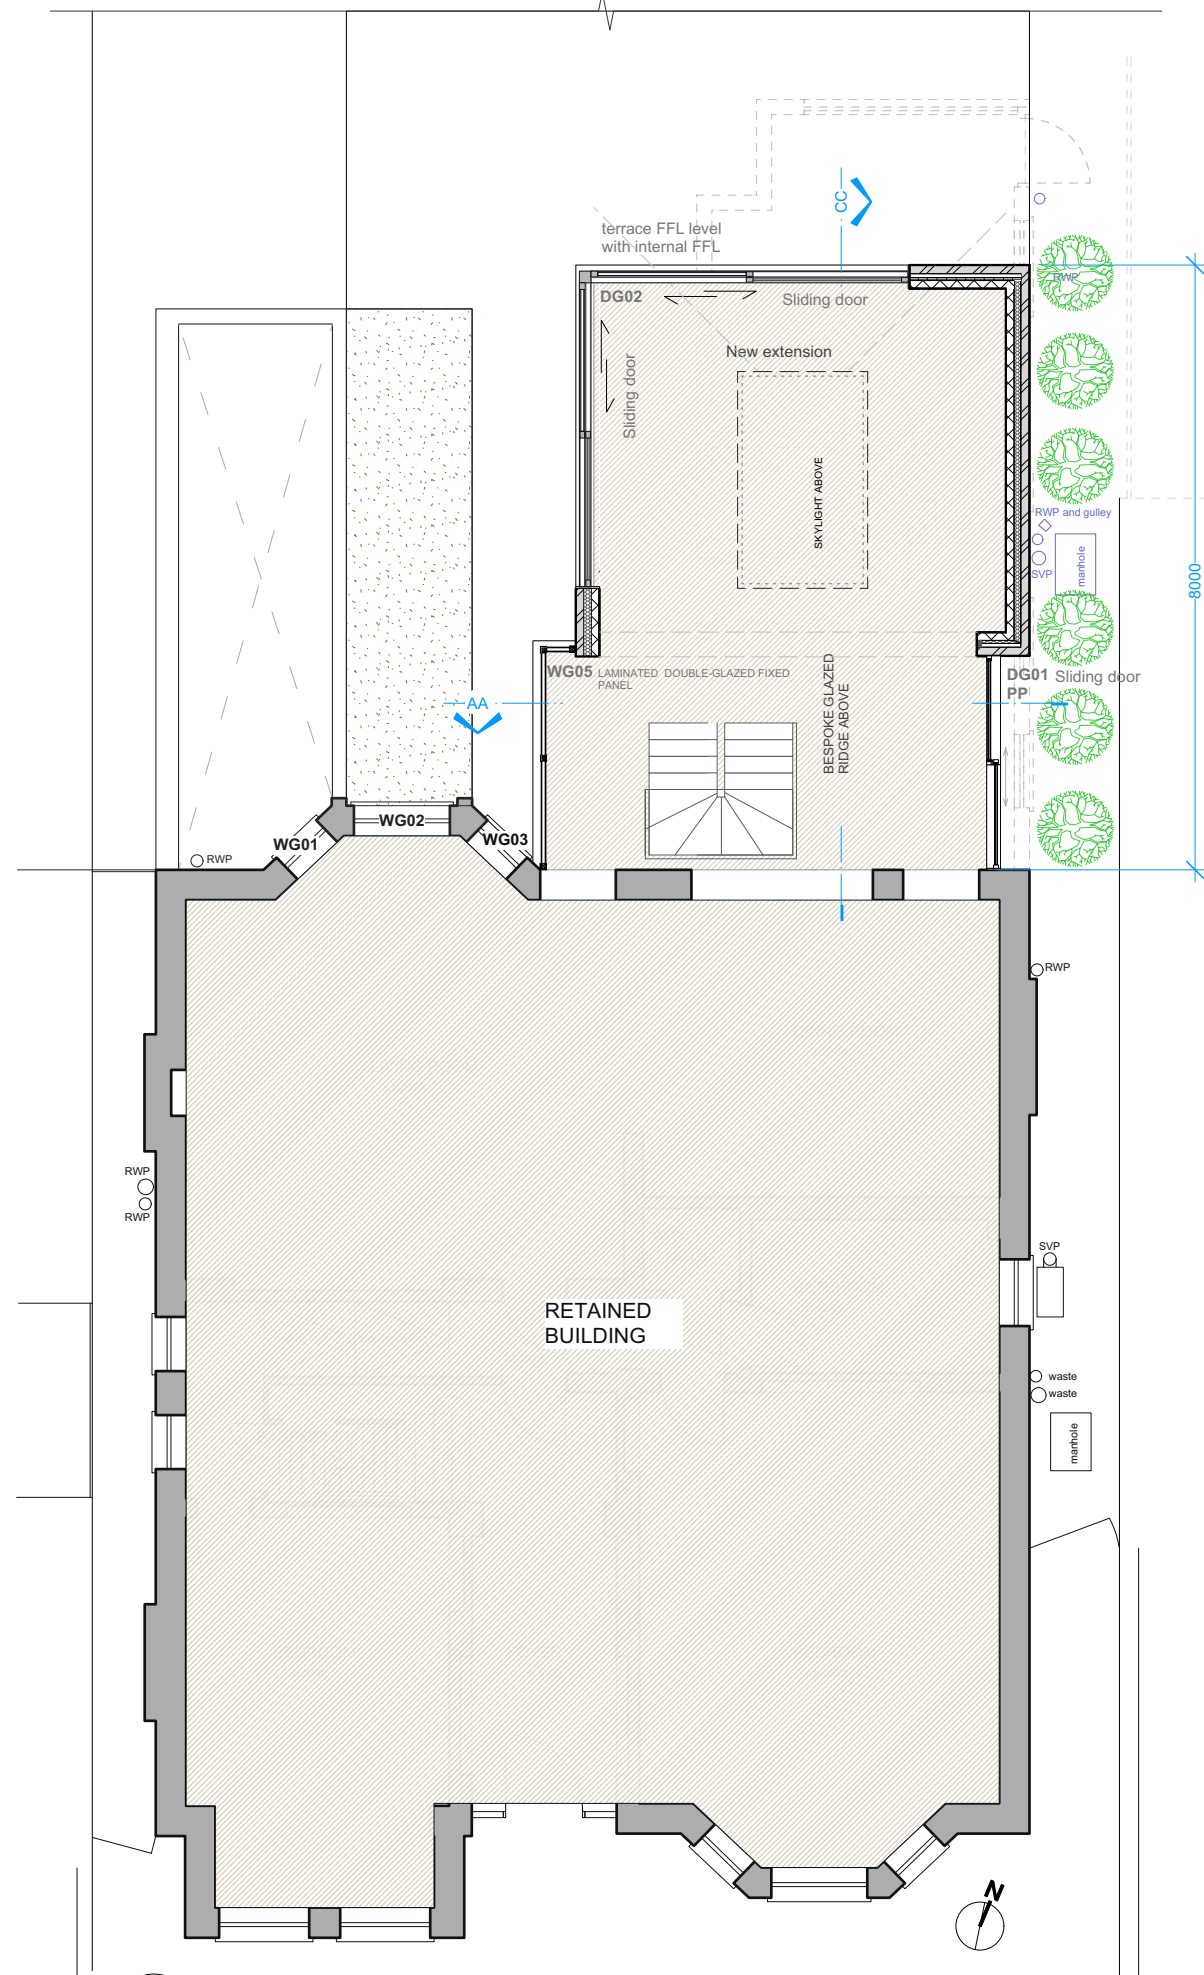 CC
terrace FFL level
with internal FFL
RWP
DG02
Sliding door
New extension
Sliding door
SKYLIGHT ABOVE
RWP and gulley
SVP
manhole
8000
WG05 LAMINATED DOUBLE-GLAZED FIXED
PANEL
BESPOKE GLAZED
RIDGE ABOVE
DG01 Sliding door
PP
AA
WG01
WG02
WG03
RWP
RWP
RWP
RWP
SVP
RETAINED
BUILDING
waste
waste
manhole
N